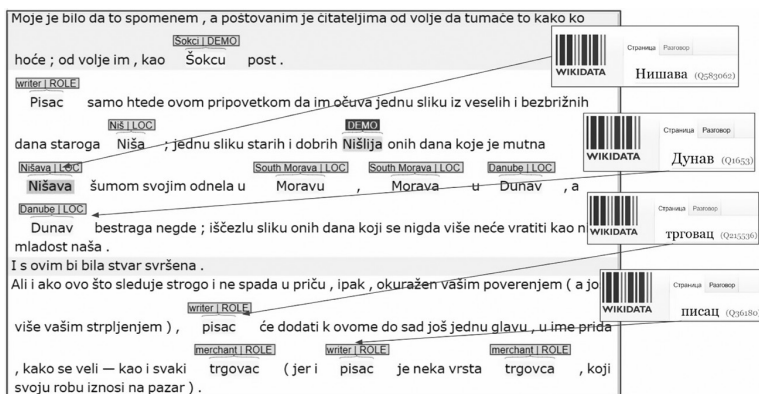 Moje je bilo da to spomenem , a poštovanim je čitateljima od volje da tumače to kako ko
Šokci | DEMO
hoće ; od volje im , kao Šokcu post .
writer | ROLE
Pisac samo htede ovom pripovetkom da im očuva jednu sliku iz veselih i bezbrižnih
Niš | LOC DEMO
dana staroga Niša ; jednu sliku starih i dobrih Nišlija onih dana koje je mutna
Nišava | LOC South Morava | LOC South Morava | LOC Danube | LOC
Nišava šumom svojim odnela u Moravu , Morava u Dunav , a
Danube | LOC
Dunav bestraga negde ; iščezlu sliku onih dana koji se nigda više neće vratiti kao
mladost naša .
I s ovim bi bila stvar svršena .
Ali i ako ovo što sleduje strogo i ne spada u priču , ipak , okuražen vašim poverenjem ( a
writer | ROLE
više vašim strpljenjem ) , pisac će dodati k ovome do sad još jednu glavu , u ime prida
merchant | ROLE writer | ROLE merchant | ROLE
, kako se veli — kao i svaki trgovac ( jer i pisac je neka vrsta trgovca , koji
svoju robu iznosi na pazar ) .
WIKIDATA
Страница Разговор
Нишава (Q583062)
WIKIDATA
Страница Разговор
Дунав (Q1653)
WIKIDATA
Страница Разговор
трговац (Q215536)
WIKIDATA
Страница Разговор
писац (Q36180)